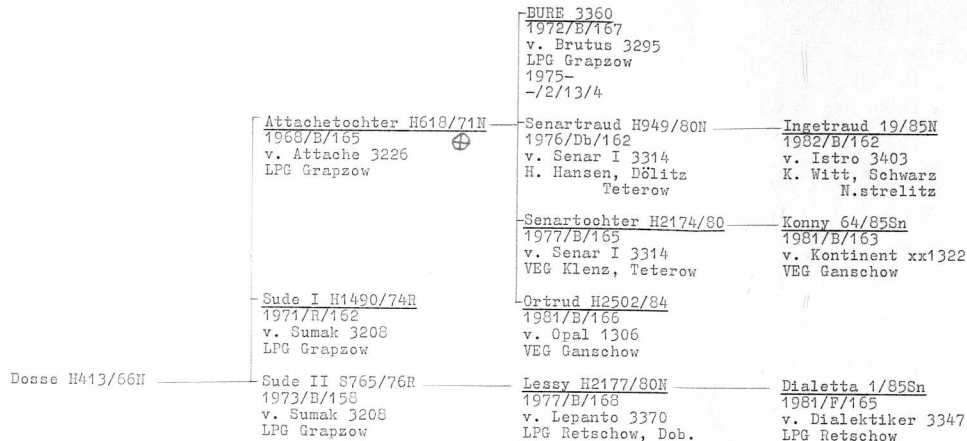 BURE 3360
1972/B/167
v. Brutus 3295
LPG Grapzow
1975-
-/2/13/4
Attachetochter H618/71N
1968/B/165
v. Attache 3226
LPG Grapzow
Senartraud H949/80N
1976/Db/162
v. Senar I 3314
H. Hansen, Dölitz
Teterow
Ingetraud 19/85N
1982/B/162
v. Istro 3403
K. Witt, Schwarz
N.strelitz
Senartochter H2174/80
1977/B/165
v. Senar I 3314
VEG Klenz, Teterow
Konny 64/85Sn
1981/B/163
v. Kontinent xx1322
VEG Ganschow
Sude I H1490/74R
1971/R/162
v. Sumak 3208
LPG Grapzow
Ortrud H2502/84
1981/B/166
v. Opal 1306
VEG Ganschow
Dosse H413/66N
Sude II S765/76R
1973/B/158
v. Sumak 3208
LPG Grapzow
Lessy H2177/80N
1977/B/168
v. Lepanto 3370
LPG Retschow, Dob.
Dialetta 1/85Sn
1981/F/165
v. Dialektiker 3347
LPG Retschow